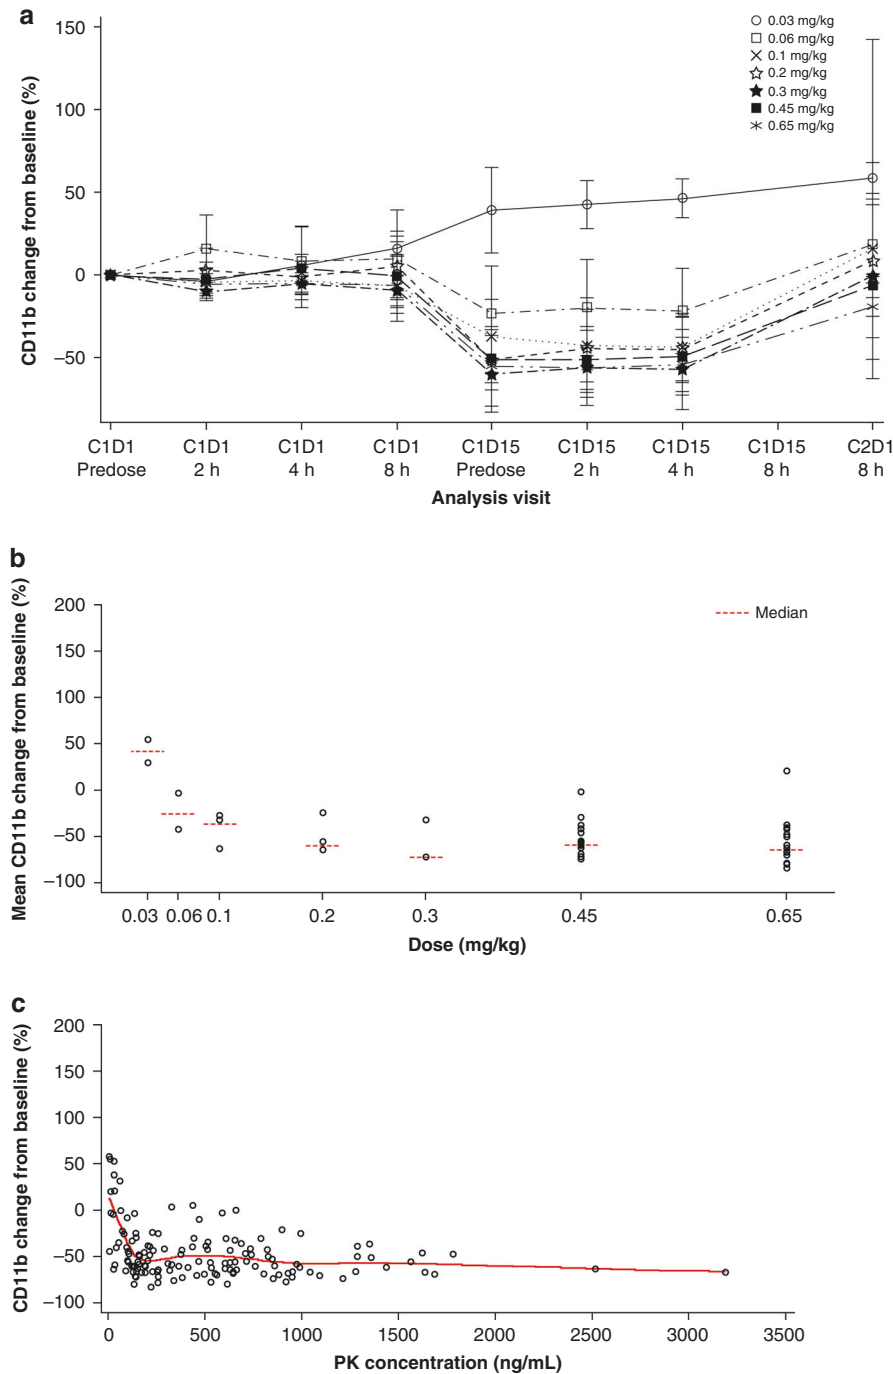 a
CD11b change from baseline (%)
150
100
50
0
−50
0.03 mg/kg
0.06 mg/kg
0.1 mg/kg
0.2 mg/kg
0.3 mg/kg
0.45 mg/kg
0.65 mg/kg
C1D1 C1D1 C1D1 C1D1 C1D15 C1D15 C1D15 C1D15 C2D1
Predose 2 h 4 h 8 h Predose 2 h 4 h 8 h 8 h
Analysis visit
b
Mean CD11b change from baseline (%)
200
150
100
50
0
−50
−100
Median
0.03 0.06 0.1 0.2 0.3 0.45 0.65
Dose (mg/kg)
c
CD11b change from baseline (%)
200
150
100
50
0
−50
−100
0 500 1000 1500 2000 2500 3000 3500
PK concentration (ng/mL)